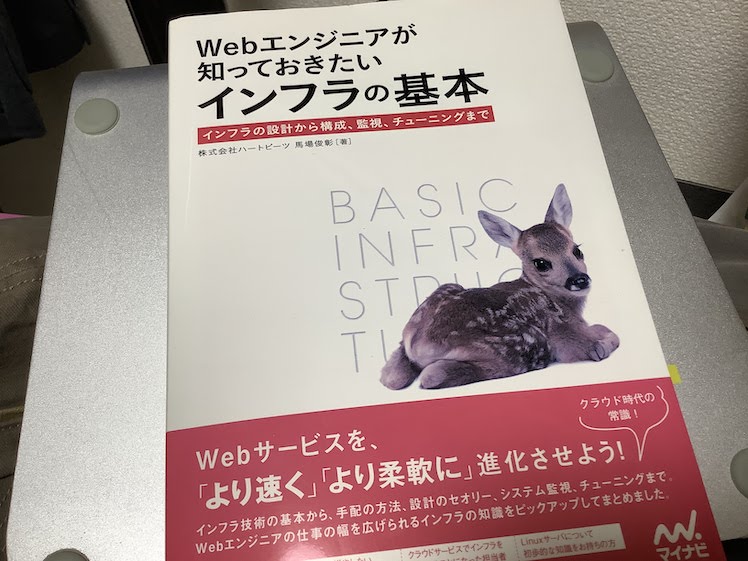 Webエンジニアが
知っておきたい
インフラの基本
インフラの設計から構成、監視、チューニングまで
株式会社ハートビーツ 馬場俊彰[著]
BASIC
INFRA
STRUC
TU
クラウド時代の
常識!
Webサービスを、
「より速く」「より柔軟に」進化させよう!
インフラ技術の基本から、手配の方法、設計のセオリー、システム監視、チューニングまで。
Webエンジニアの仕事の幅を広げられるインフラの知識をピックアップしてまとめました。
クラウドサービスでインフラを
Linuxサーバについて
初歩的な知識をお持ちの方
マイナビ